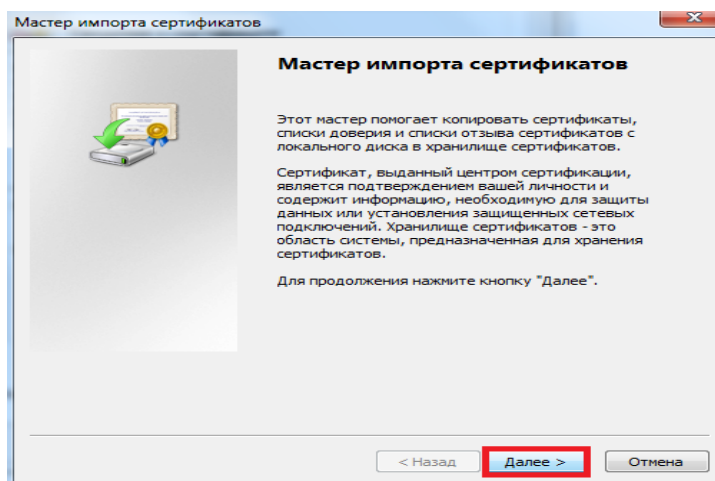 Мастер импорта сертификатов
Мастер импорта сертификатов
Этот мастер помогает копировать сертификаты,
списки доверия и списки отзыва сертификатов с
локального диска в хранилище сертификатов.
Сертификат, выданный центром сертификации,
является подтверждением вашей личности и
содержит информацию, необходимую для защиты
данных или установления защищенных сетевых
подключений. Хранилище сертификатов - это
область системы, предназначенная для хранения
сертификатов.
Для продолжения нажмите кнопку "Далее".
< Назад Далее > Отмена